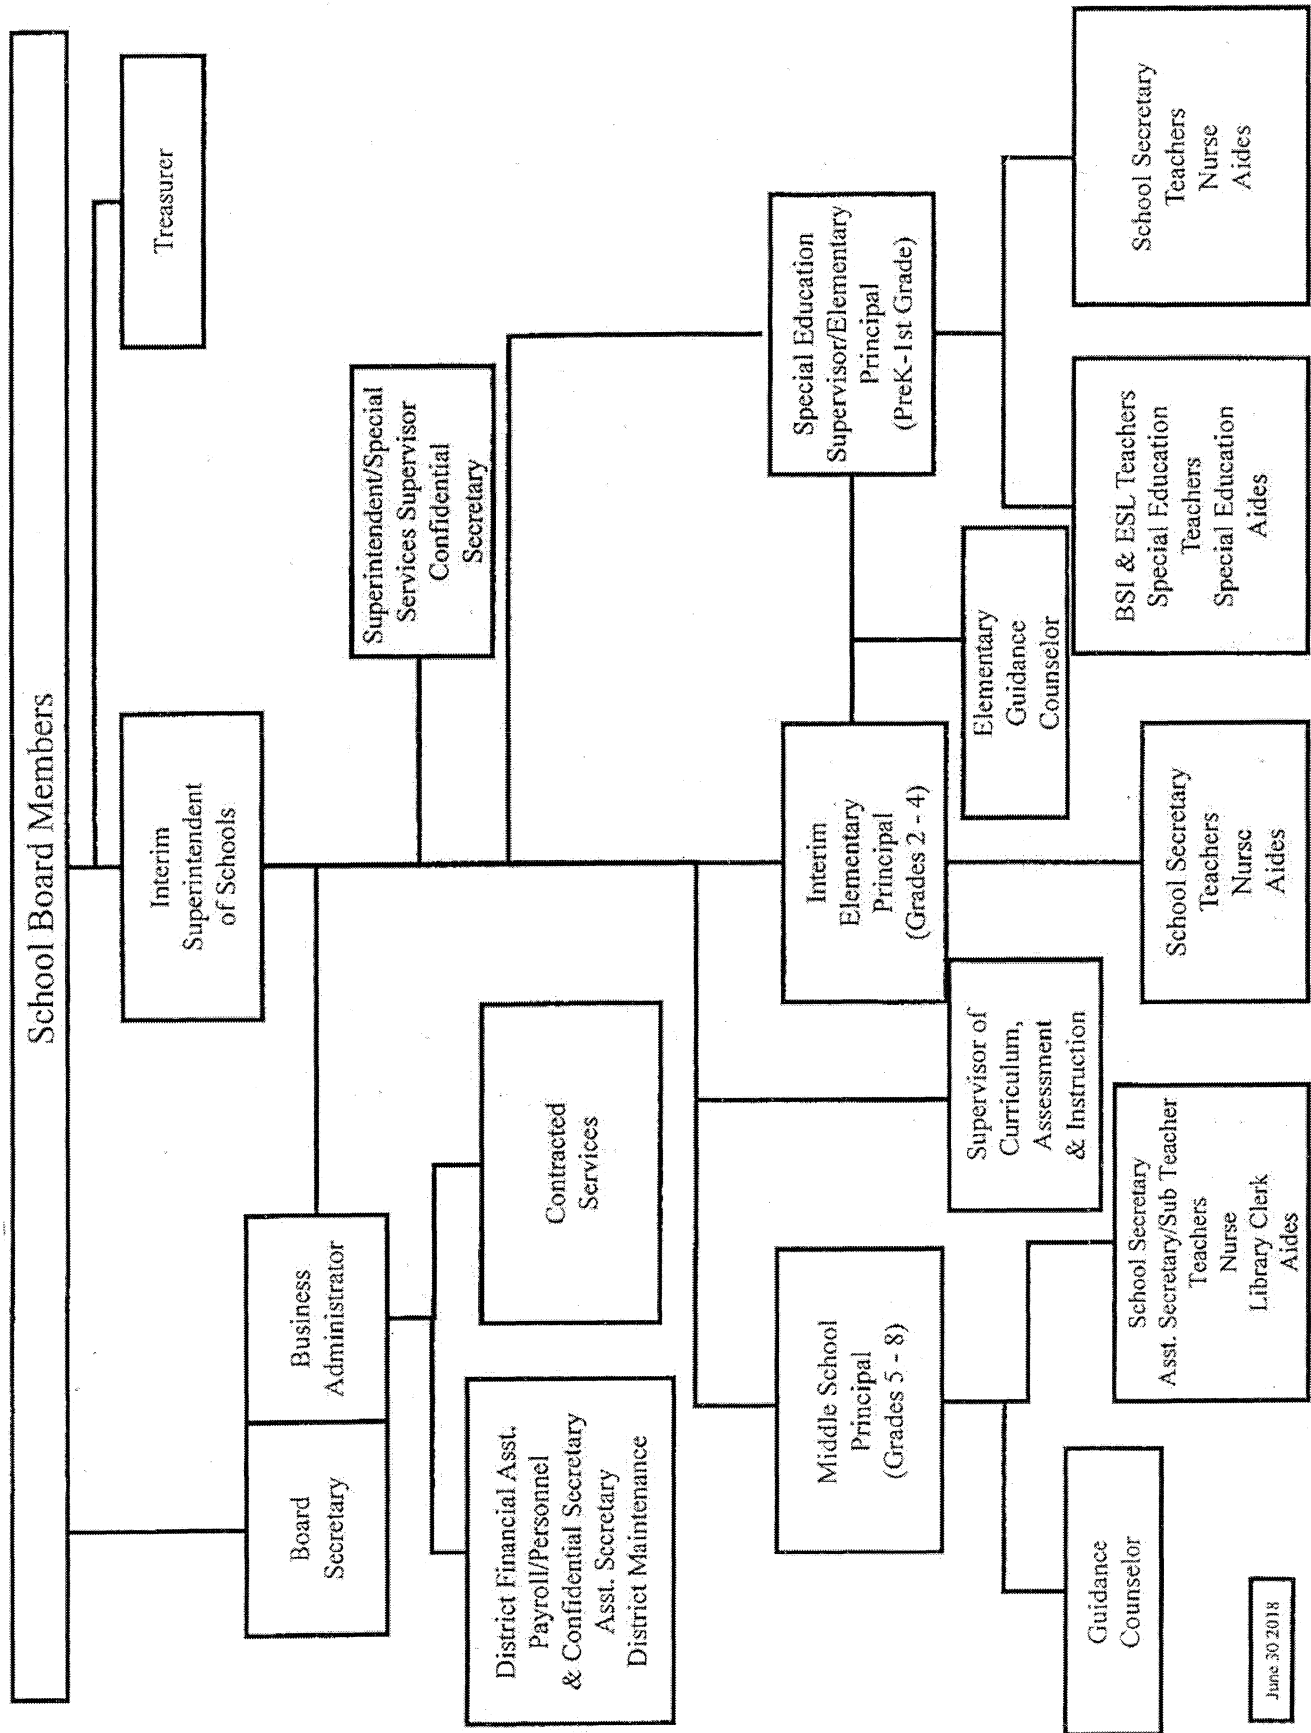 School Board Members
Board
Secretary
Business
Administrator
Interim
Superintendent
of Schools
Treasurer
Superintendent/Special
Services Supervisor
Confidential
Secretary
District Financial Asst.
Payroll/Personnel
& Confidential Secretary
Asst. Secretary
District Maintenance
Contracted
Services
Middle School
Principal
(Grades 5 - 8)
Interim
Elementary
Principal
(Grades 2 - 4)
Special Education
Supervisor/Elementary
Principal
(PreK-1st Grade)
Supervisor of
Curriculum,
Assessment
& Instruction
Elementary
Guidance
Counselor
Guidance
Counselor
School Secretary
Asst. Secretary/Sub Teacher
Teachers
Nurse
Library Clerk
Aides
School Secretary
Teachers
Nurse
Aides
BSI & ESL Teachers
Special Education
Teachers
Special Education
Aides
School Secretary
Teachers
Nurse
Aides
June 30 2018